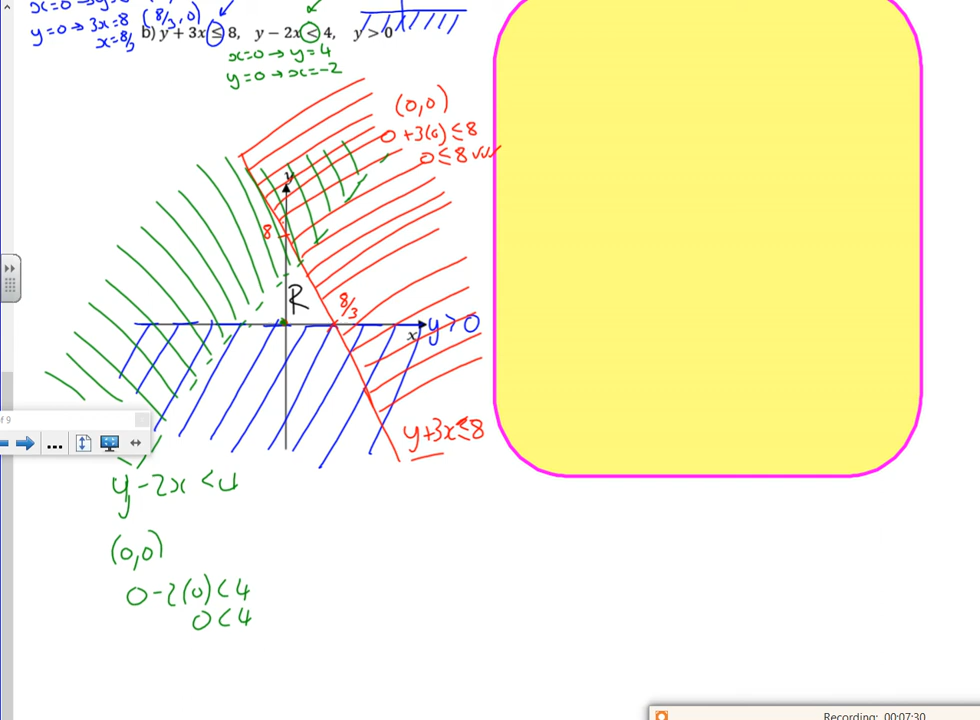 y=0→3x=8 (8/3,0)
x=8/3
b) y + 3x ≤ 8, y − 2x < 4, y > 0
x=0→y=4
y=0→x=-2
(0,0)
0+3(0)≤8
0≤8
y
8
R
8/3
x
y>0
y+3x≤8
of 9
...
y-2x<4
(0,0)
0-2(0)<4
0<4
Recording: 00:07:30